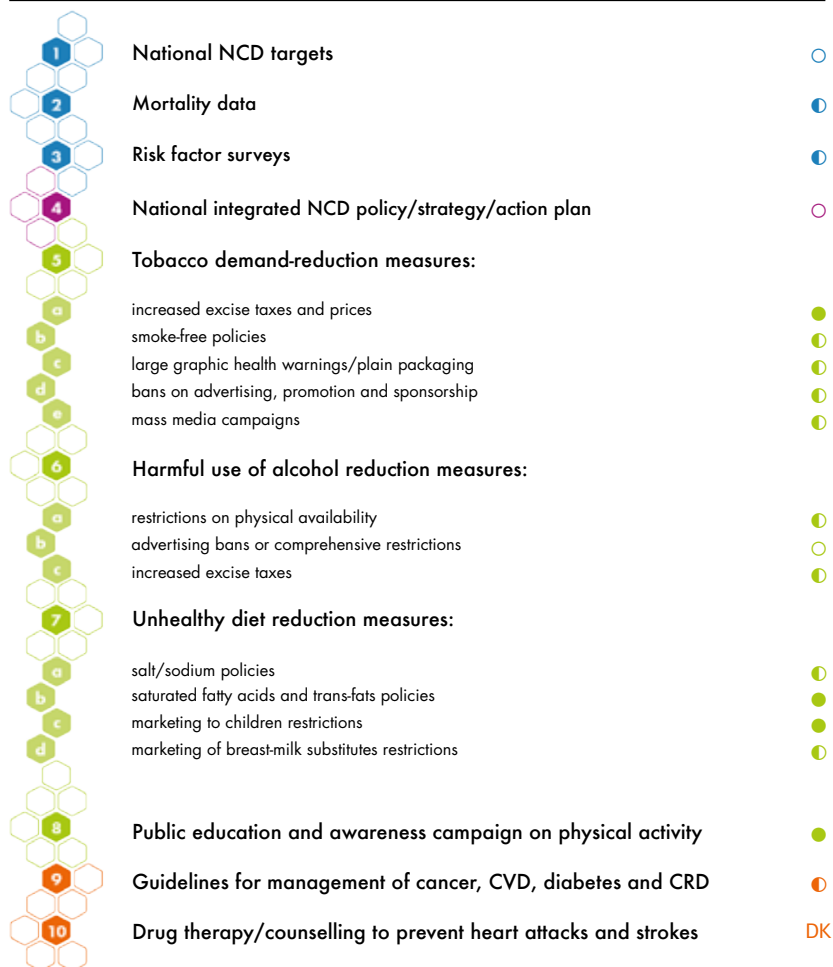 1 National NCD targets
2 Mortality data
3 Risk factor surveys
4 National integrated NCD policy/strategy/action plan
5 Tobacco demand-reduction measures:
a increased excise taxes and prices
b smoke-free policies
c large graphic health warnings/plain packaging
d bans on advertising, promotion and sponsorship
e mass media campaigns
6 Harmful use of alcohol reduction measures:
a restrictions on physical availability
b advertising bans or comprehensive restrictions
c increased excise taxes
7 Unhealthy diet reduction measures:
a salt/sodium policies
b saturated fatty acids and trans-fats policies
c marketing to children restrictions
d marketing of breast-milk substitutes restrictions
8 Public education and awareness campaign on physical activity
9 Guidelines for management of cancer, CVD, diabetes and CRD
10 Drug therapy/counselling to prevent heart attacks and strokes DK